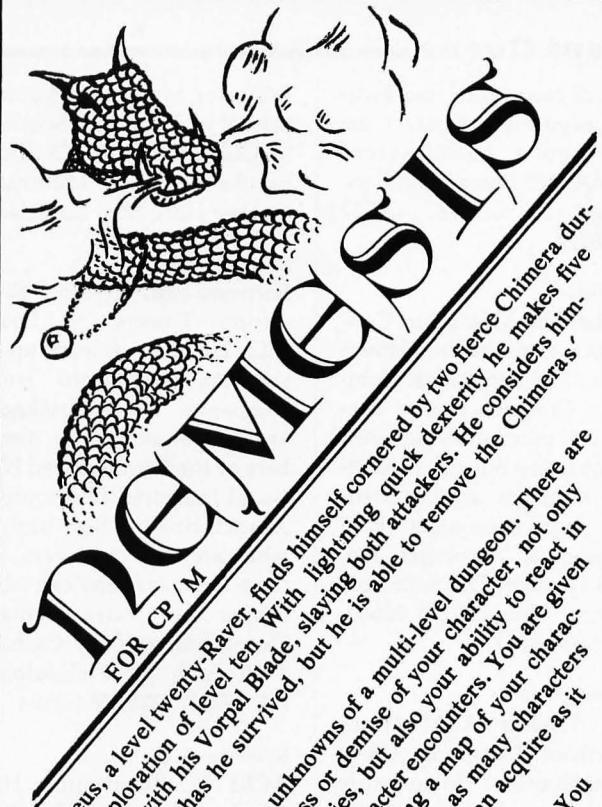 NeMesIs
FOR CP/M
eus, a level twenty-Raver, finds himself cornered by two fierce Chimera dur-
ploration of level ten. With lightning quick dexterity he makes five
with his Vorpal Blade, slaying both attackers. He considers him-
has he survived, but he is able to remove the Chimeras.'
unknowns of a multi-level dungeon. There are
ss or demise of your character, not only
ies, but also your ability to react in
acter encounters. You are given
g a map of your charac-
as many characters
acquire as it
You